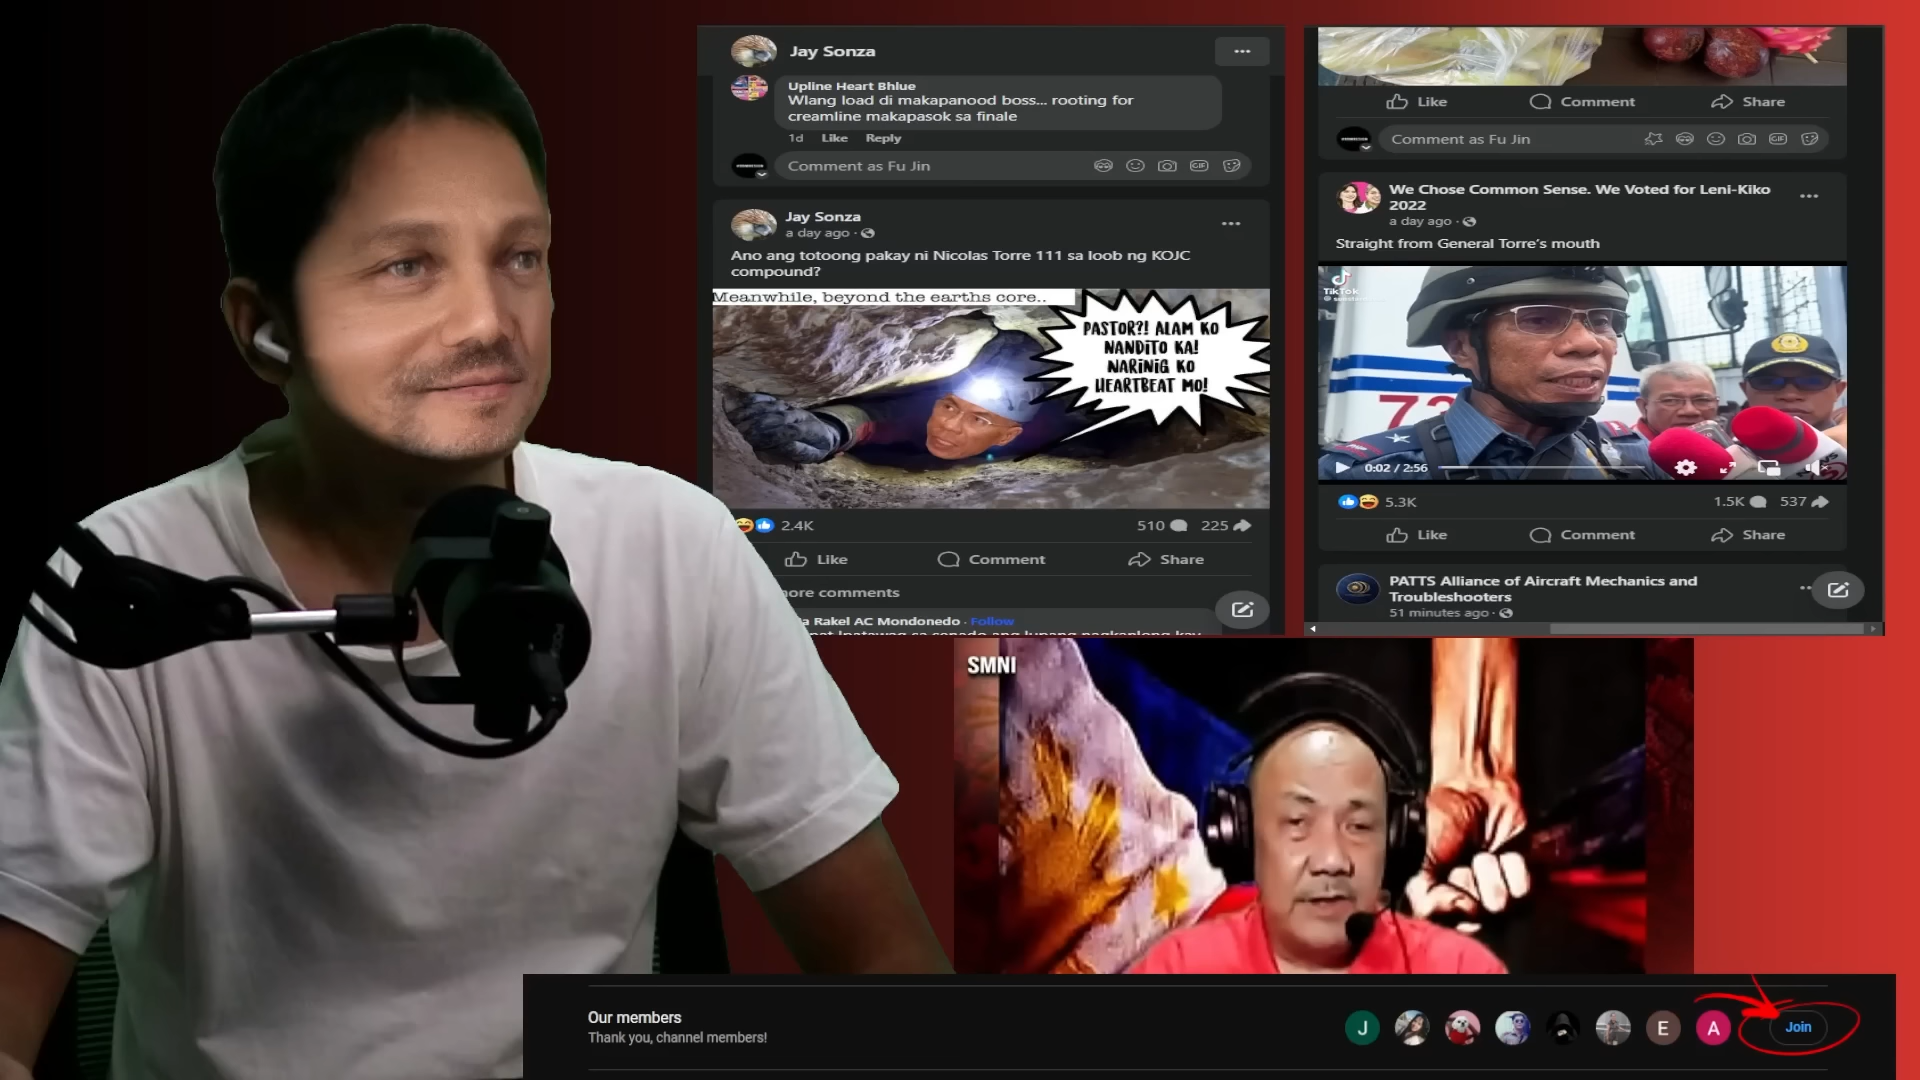 Jay Sonza
Upline Heart Bhlue
Wlang load di makapanood boss... rooting for
creamline makapasok sa finale
1d Like Reply
Comment as Fu Jin
Jay Sonza
a day ago
Ano ang totoong pakay ni Nicolas Torre 111 sa loob ng KOJC
compound?
Meanwhile, beyond the earths core..
PASTOR?! ALAM KO
NANDITO KA!
NARINIG KO
HEARTBEAT MO!
2.4K 510 225
Like Comment Share
more comments
Rakel AC Mondonedo · Follow
Like Comment Share
Comment as Fu Jin
GIF
We Chose Common Sense. We Voted for Leni-Kiko
2022
a day ago
Straight from General Torre's mouth
TikTok
73
0:02 / 2:56
5.3K 1.5K 537
Like Comment Share
PATTS Alliance of Aircraft Mechanics and
Troubleshooters
51 minutes ago
SMNI
Our members
Thank you, channel members!
J E A Join